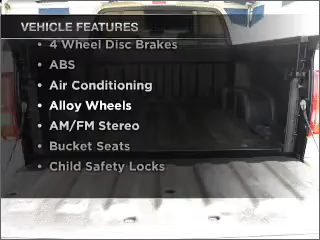 VEHICLE FEATURES
• 4 Wheel Disc Brakes
• ABS
• Air Conditioning
• Alloy Wheels
• AM/FM Stereo
• Bucket Seats
• Child Safety Locks